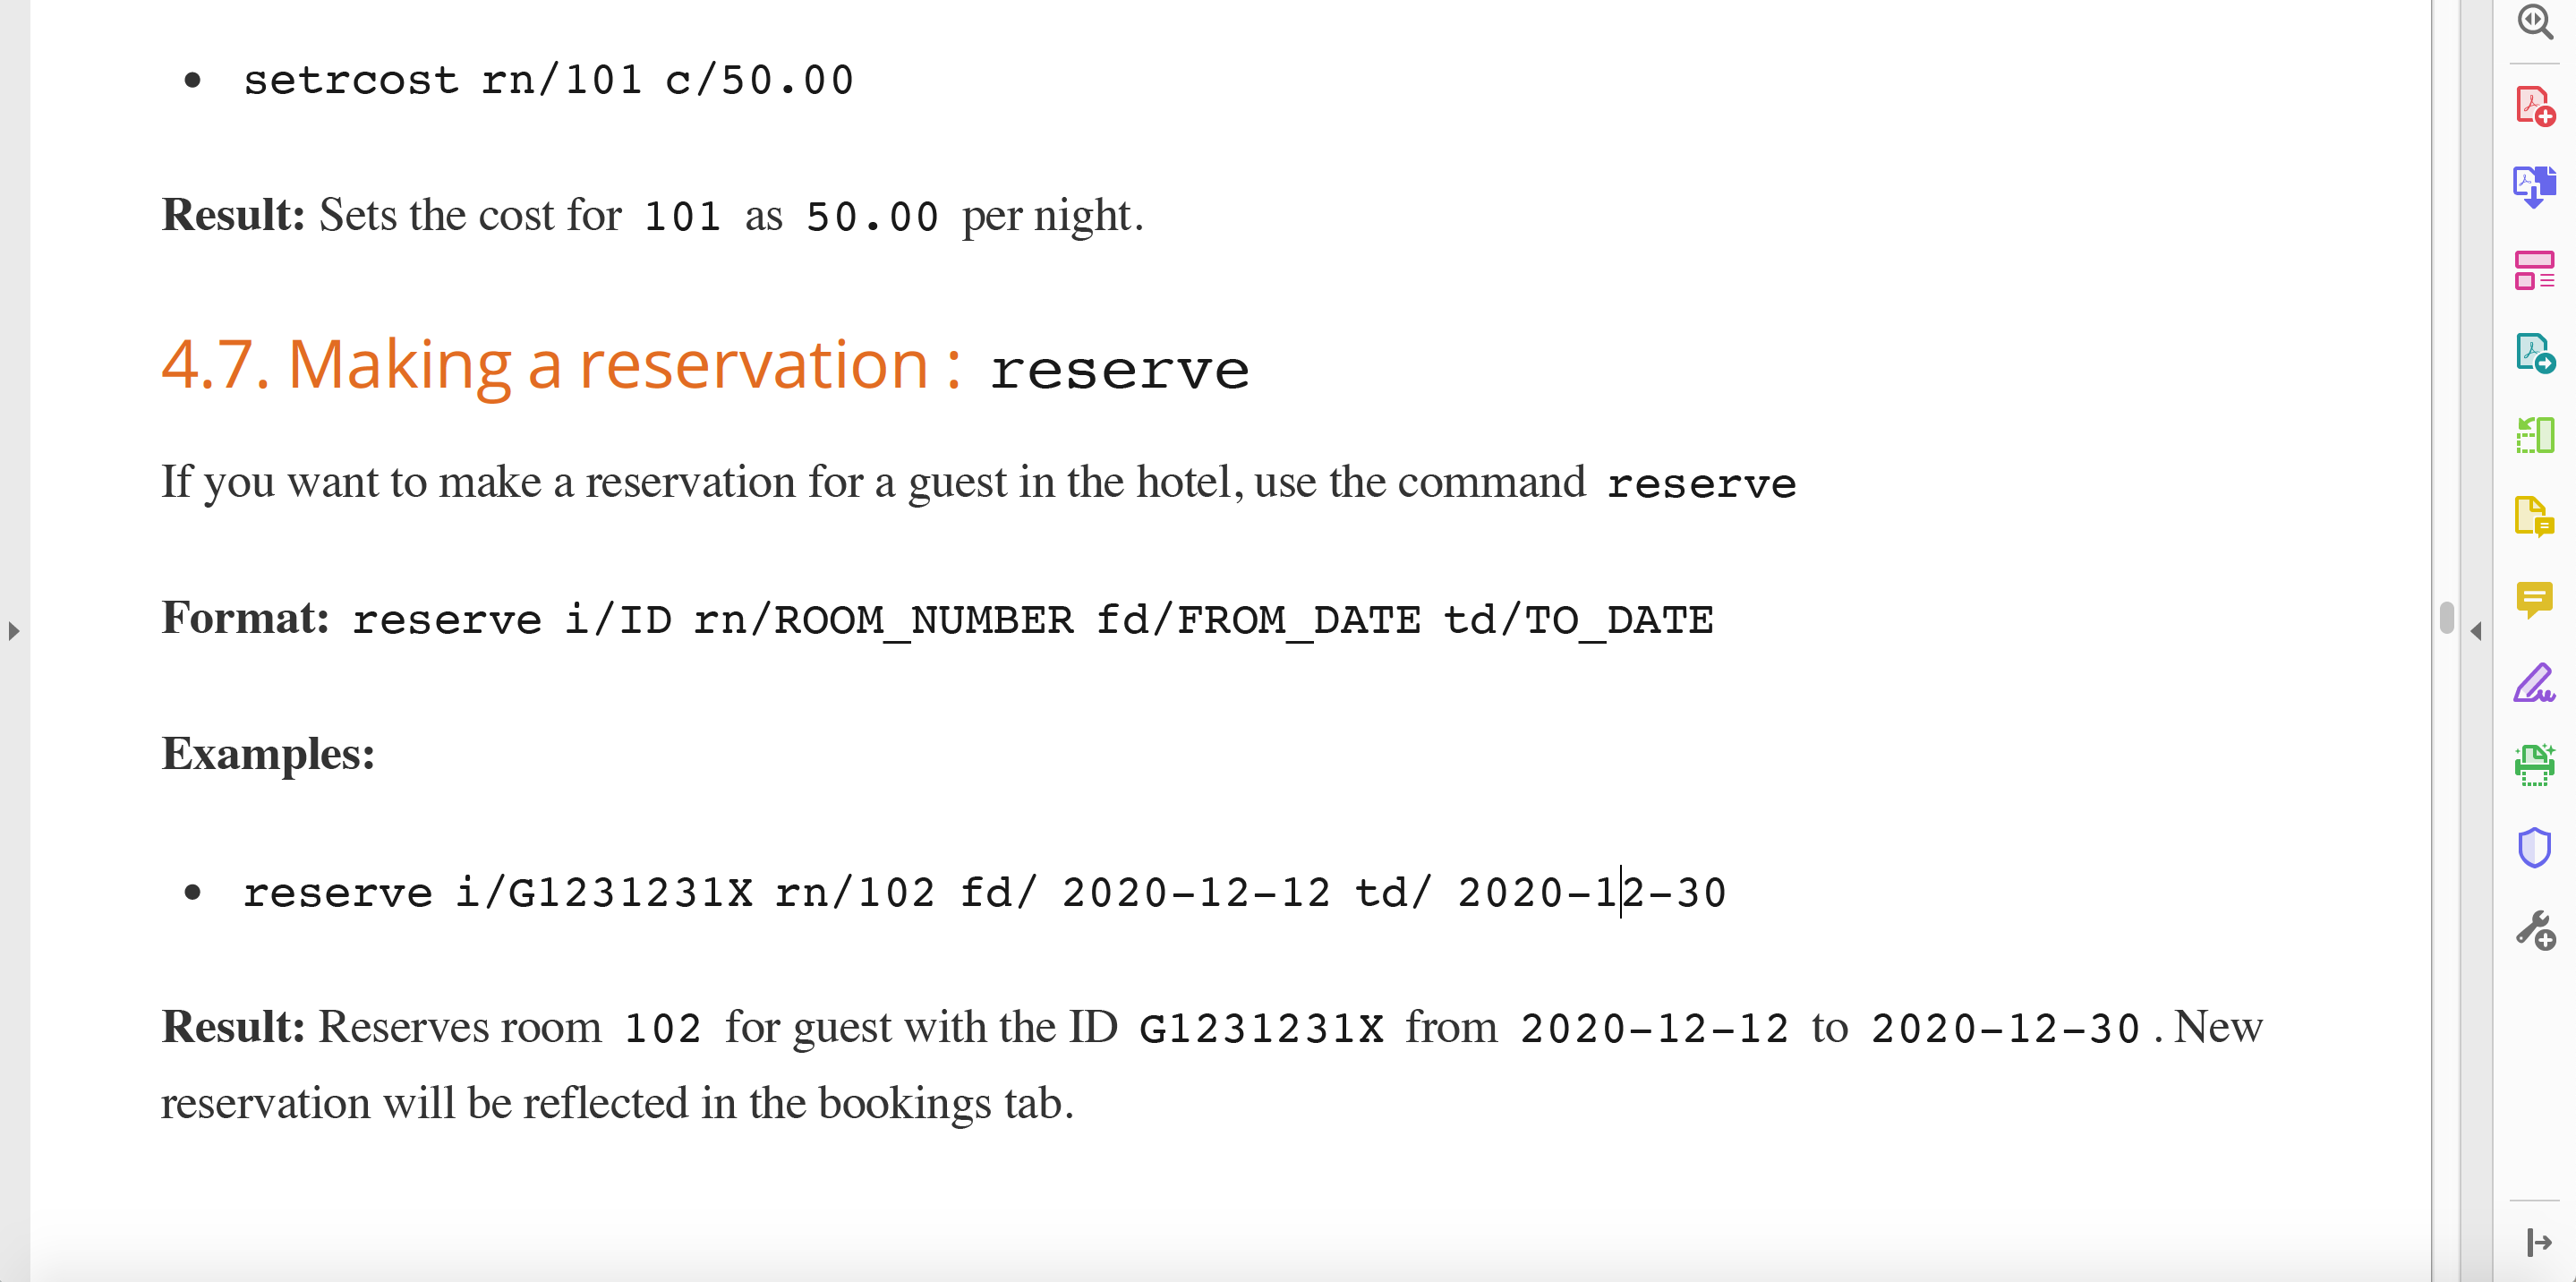 • setrcost rn/101 c/50.00
Result: Sets the cost for 101 as 50.00 per night.
4.7. Making a reservation : reserve
If you want to make a reservation for a guest in the hotel, use the command reserve
Format: reserve i/ID rn/ROOM_NUMBER fd/FROM_DATE td/TO_DATE
Examples:
• reserve i/G1231231X rn/102 fd/ 2020-12-12 td/ 2020-12-30
Result: Reserves room 102 for guest with the ID G1231231X from 2020-12-12 to 2020-12-30 . New
reservation will be reflected in the bookings tab.